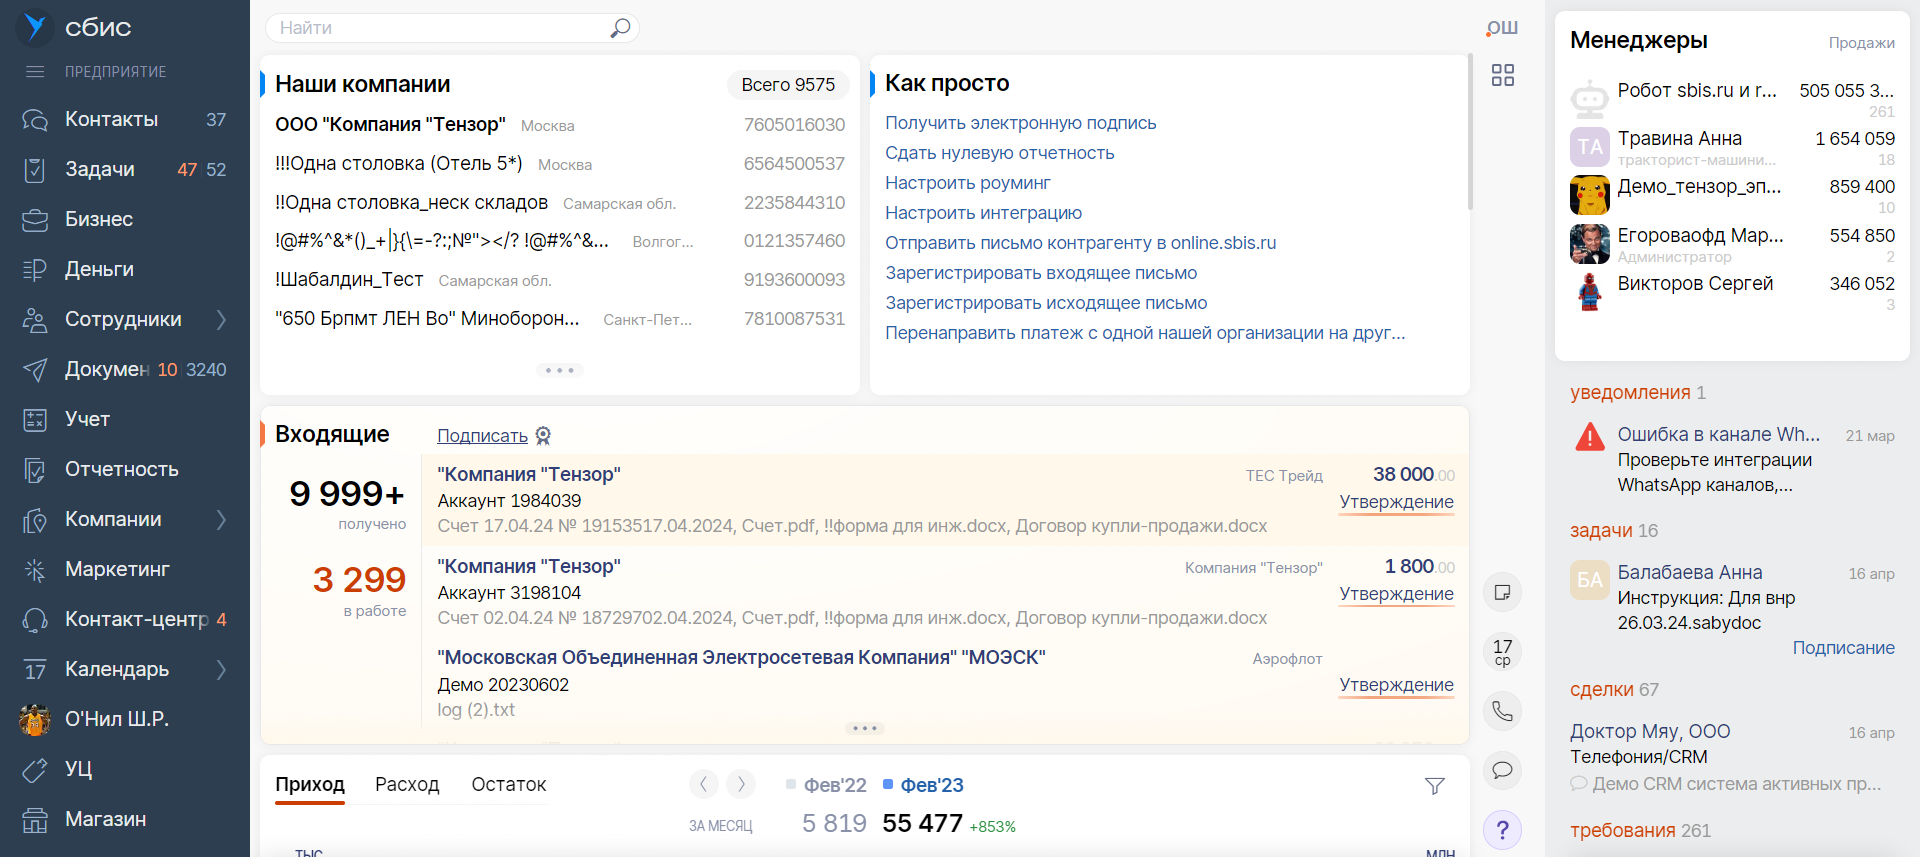 сбис
ПРЕДПРИЯТИЕ
Контакты 37
Задачи 47 52
Бизнес
Деньги
Сотрудники
Докумен 10 3240
Учет
Отчетность
Компании
Маркетинг
Контакт-центр 4
17 Календарь
О'Нил Ш.Р.
УЦ
Магазин
Найти
Наши компании Всего 9575
ООО "Компания "Тензор" Москва 7605016030
!!!Одна столовка (Отель 5*) Москва 6564500537
!!Одна столовка_неск складов Самарская обл. 2235844310
!@#%^&*()_+|}{\=-?:;№"></? !@#%^&... Волгог... 0121357460
!Шабалдин_Тест Самарская обл. 9193600093
"650 Брпмт ЛЕН Во" Миноборон... Санкт-Пет... 7810087531
Как просто
Получить электронную подпись
Сдать нулевую отчетность
Настроить роуминг
Настроить интеграцию
Отправить письмо контрагенту в online.sbis.ru
Зарегистрировать входящее письмо
Зарегистрировать исходящее письмо
Перенаправить платеж с одной нашей организации на друг...
Входящие Подписать
9 999+
получено
3 299
в работе
"Компания "Тензор" ТЕС Трейд 38 000.00
Аккаунт 1984039 Утверждение
Счет 17.04.24 № 19153517.04.2024, Счет.pdf, !!форма для инж.docx, Договор купли-продажи.docx
"Компания "Тензор" Компания "Тензор" 1 800.00
Аккаунт 3198104 Утверждение
Счет 02.04.24 № 18729702.04.2024, Счет.pdf, !!форма для инж.docx, Договор купли-продажи.docx
"Московская Объединенная Электросетевая Компания" "МОЭСК" Аэрофлот
Демо 20230602 Утверждение
log (2).txt
Приход Расход Остаток Фев'22 Фев'23
ЗА МЕСЯЦ 5 819 55 477 +853%
тыс млн
ОШ
17
ср
?
Менеджеры Продажи
Робот sbis.ru и r... 505 055 3...
261
ТА Травина Анна 1 654 059
тракторист-машини... 18
Демо_тензор_эп... 859 400
10
Егороваофд Мар... 554 850
Администратор 2
Викторов Сергей 346 052
3
уведомления 1
Ошибка в канале Wh... 21 мар
Проверьте интеграции
WhatsApp каналов,...
задачи 16
БА Балабаева Анна 16 апр
Инструкция: Для внр
26.03.24.sabydoc
Подписание
сделки 67
Доктор Мяу, ООО 16 апр
Телефония/CRM
Демо CRM система активных пр...
требования 261